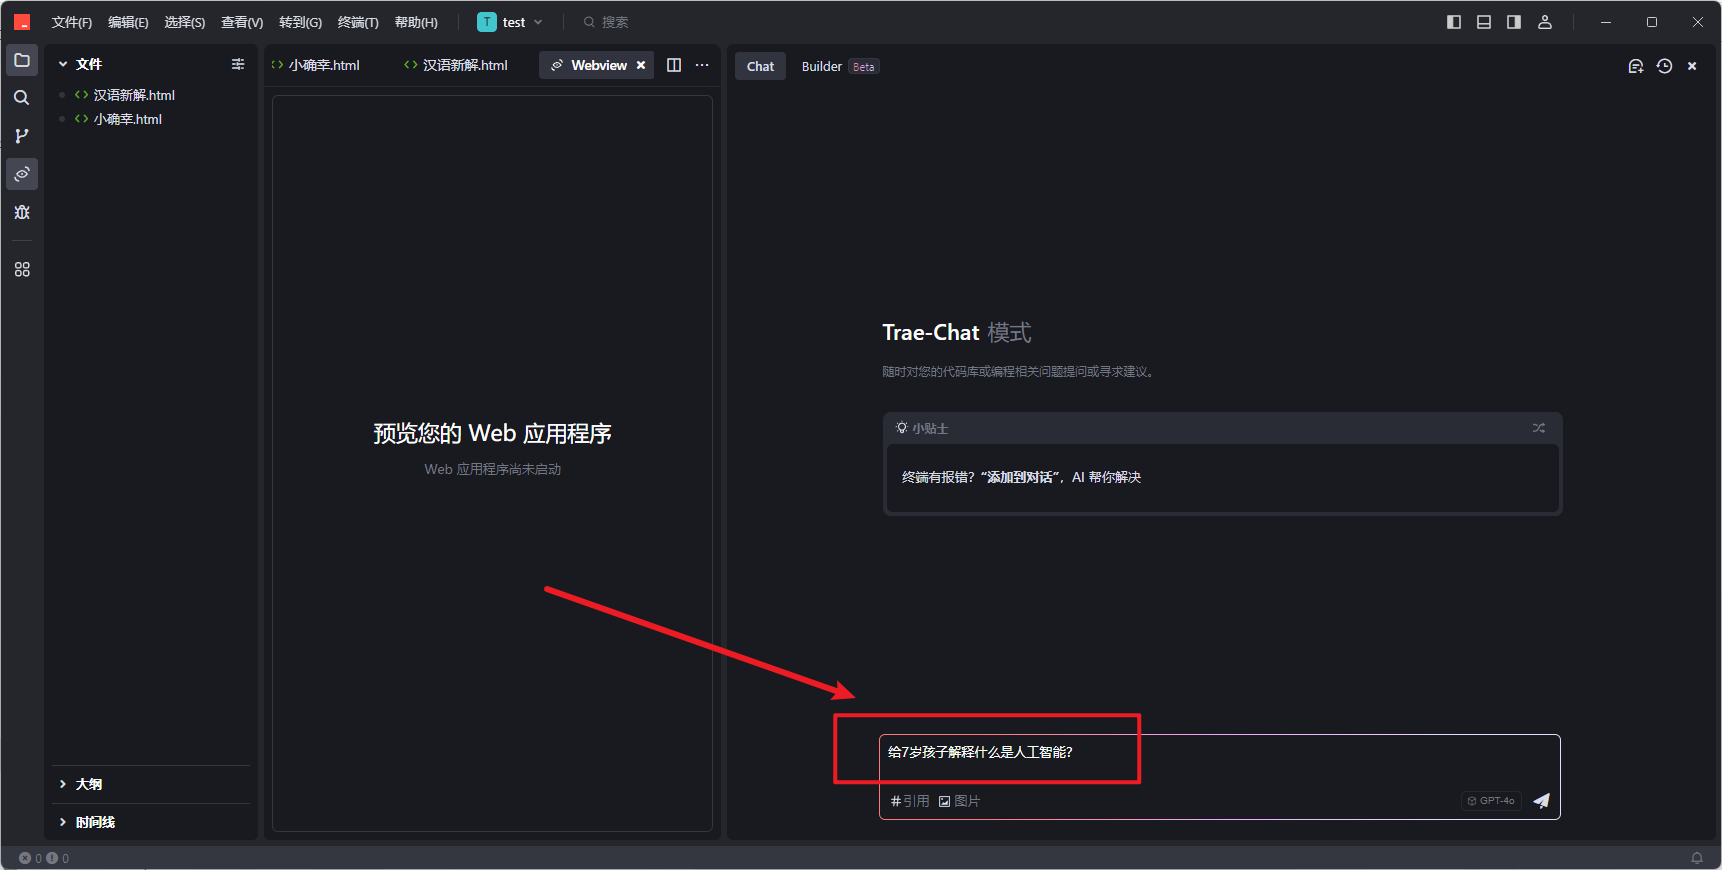 文件(F) 编辑(E) 选择(S) 查看(V) 转到(G) 终端(T) 帮助(H) T test 搜索
文件
汉语新解.html
小确幸.html
大纲
时间线
小确幸.html 汉语新解.html Webview
预览您的 Web 应用程序
Web 应用程序尚未启动
Chat Builder Beta
Trae-Chat 模式
随时对您的代码库或编程相关问题提问或寻求建议。
小贴士
终端有报错？“添加到对话”，AI 帮你解决
给7岁孩子解释什么是人工智能？
#引用 图片 GPT-4o
0 0